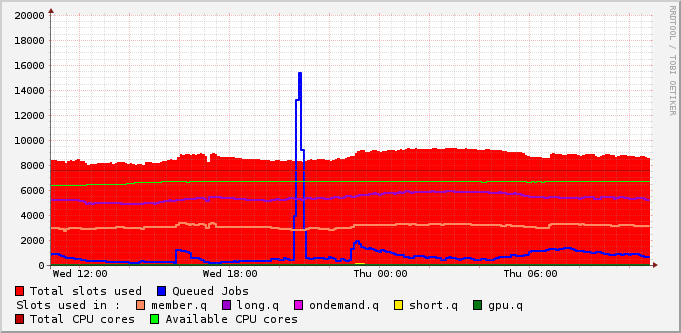 20000
18000
16000
14000
12000
10000
8000
6000
4000
2000
0
Wed 12:00 Wed 18:00 Thu 00:00 Thu 06:00
RRDTOOL / TOBI OETIKER
Total slots used Queued Jobs
Slots used in : member.q long.q ondemand.q short.q gpu.q
Total CPU cores Available CPU cores